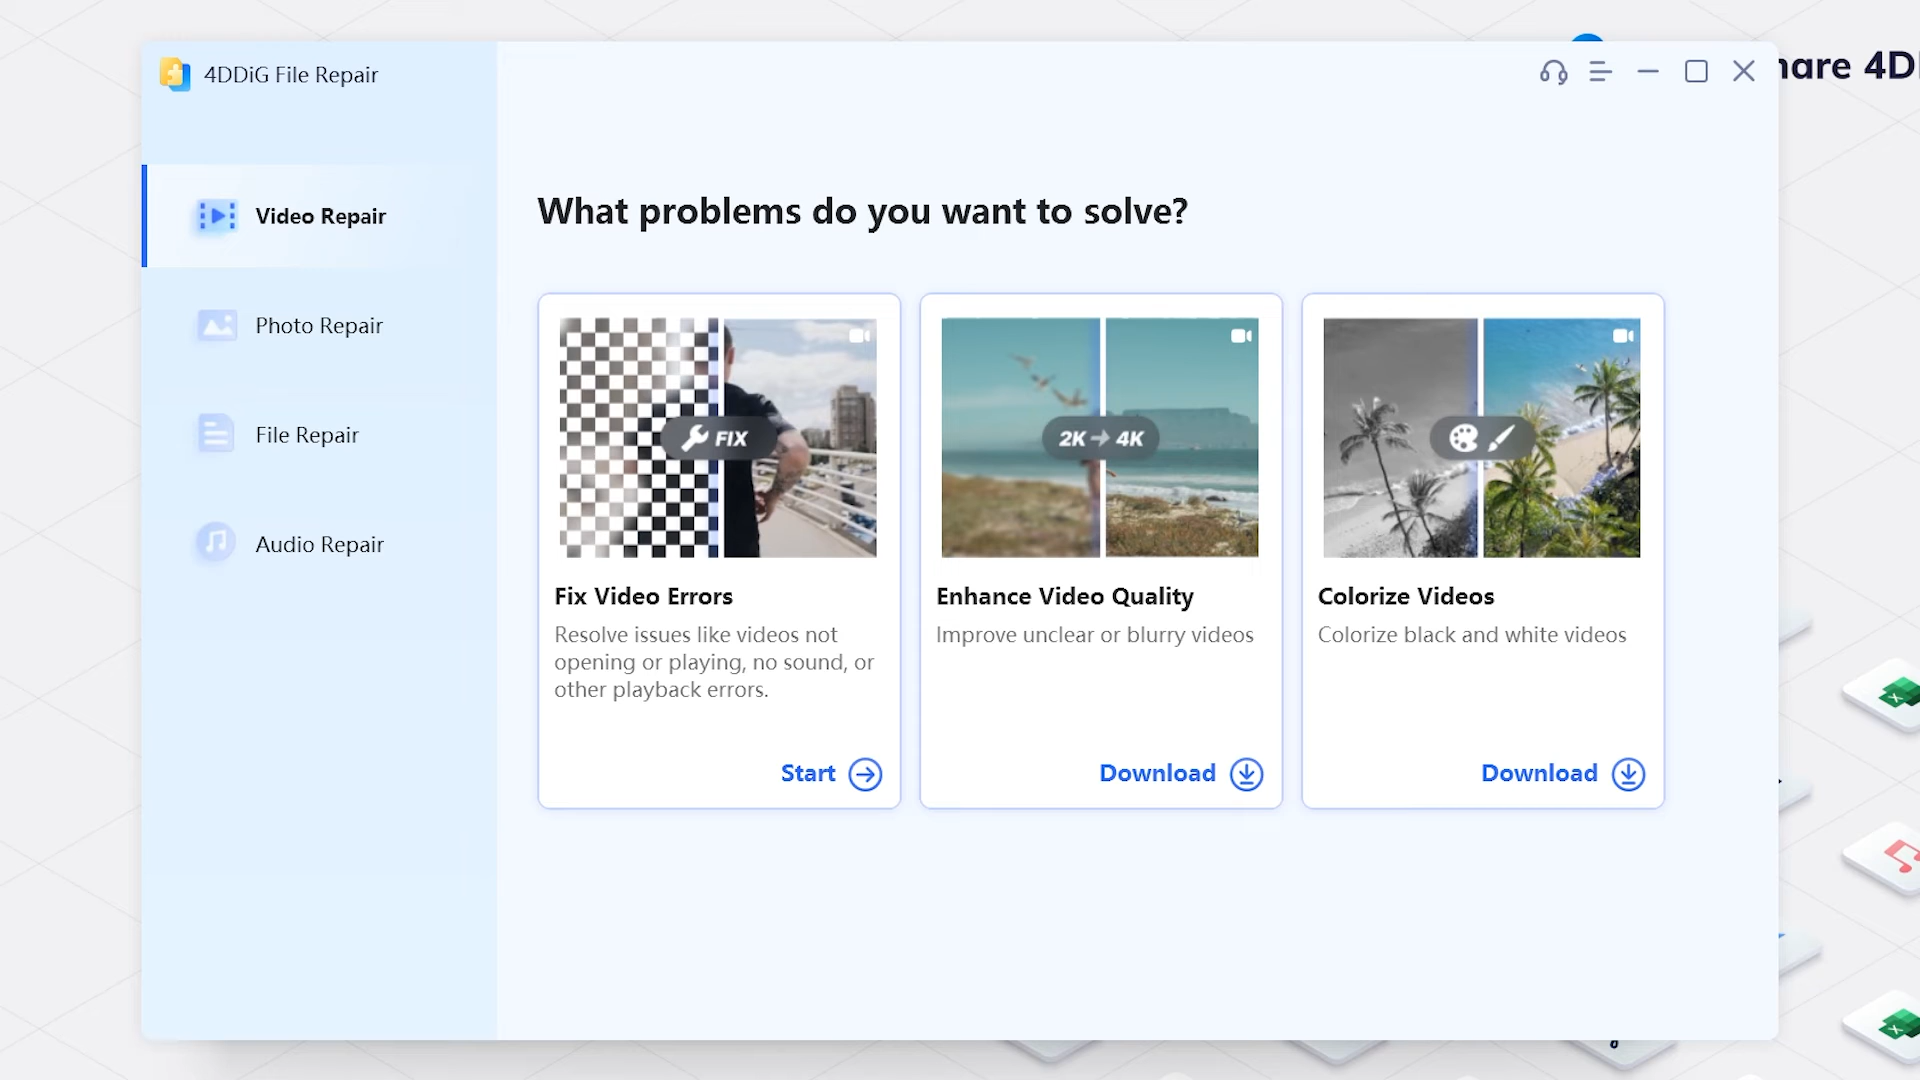 4DDiG File Repair
hare 4D
Video Repair
Photo Repair
File Repair
Audio Repair
What problems do you want to solve?
FIX
2K → 4K
Fix Video Errors
Resolve issues like videos not
opening or playing, no sound, or
other playback errors.
Start
Enhance Video Quality
Improve unclear or blurry videos
Download
Colorize Videos
Colorize black and white videos
Download